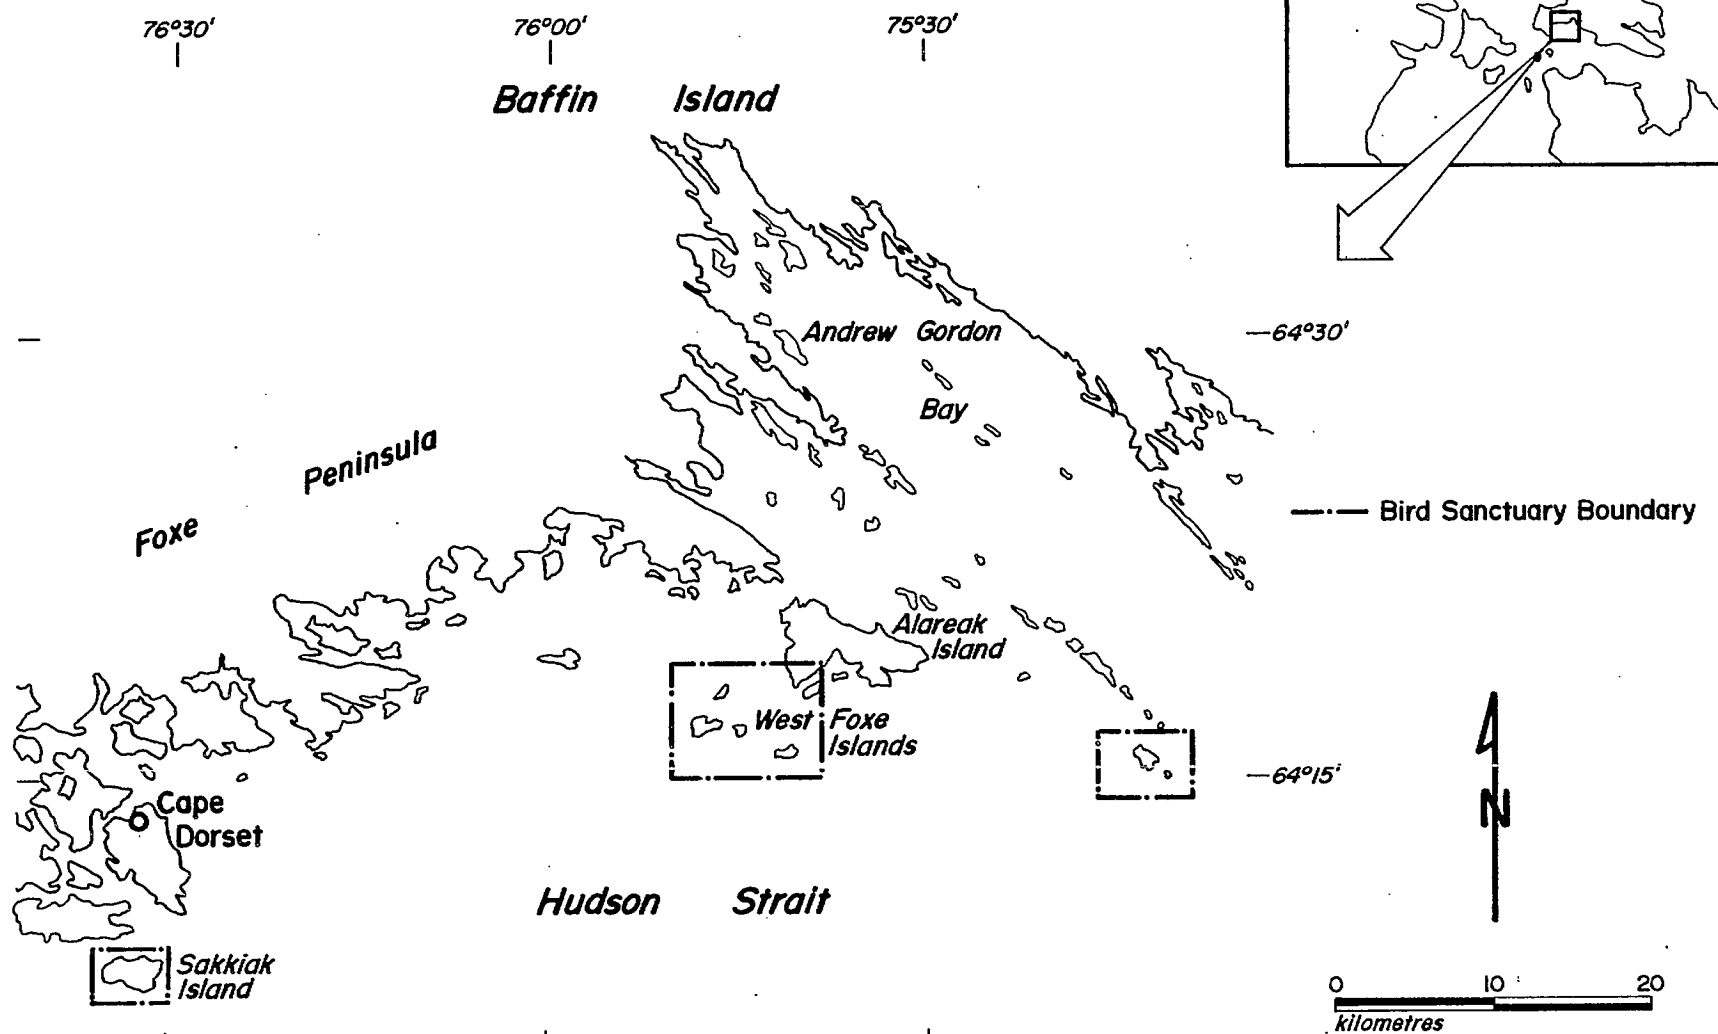 76°30'
76°00'
75°30'
Baffin Island
Andrew Gordon
Bay
—64°30'
Foxe Peninsula
Bird Sanctuary Boundary
Alareak
Island
West Foxe
Islands
—64°15'
Cape
Dorset
N
Hudson Strait
Sakkiak
Island
0 10 20
kilometres